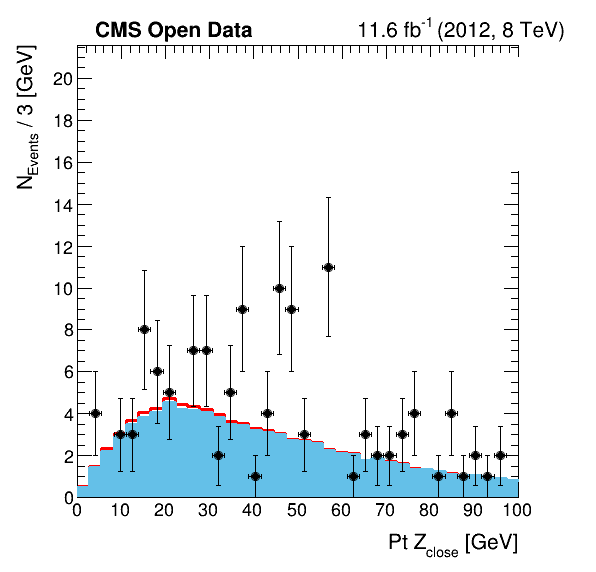 CMS Open Data 11.6 fb⁻¹ (2012, 8 TeV)
N_Events / 3 [GeV]
20
18
16
14
12
10
8
6
4
2
0
0 10 20 30 40 50 60 70 80 90 100
Pt Z_close [GeV]